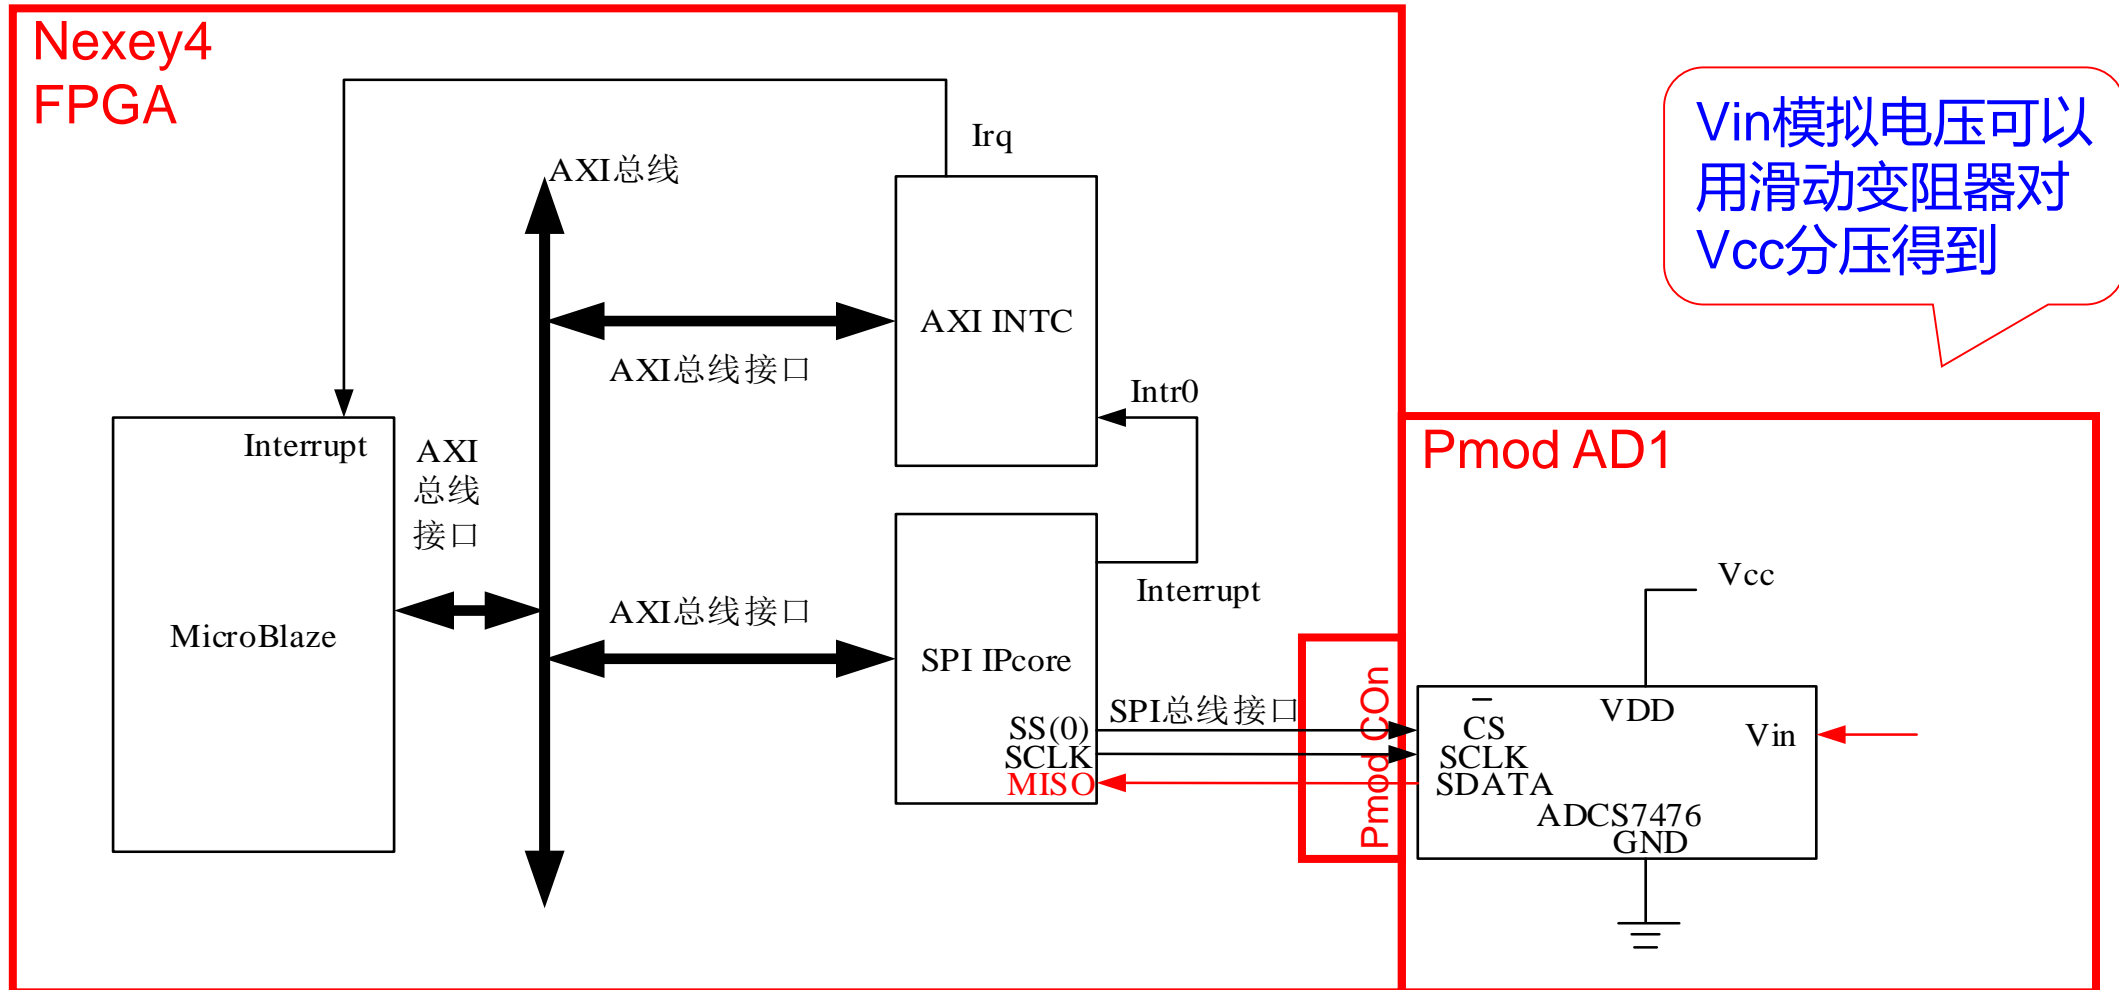 Nexey4
FPGA
Irq
AXI总线
Vin模拟电压可以
用滑动变阻器对
Vcc分压得到
AXI INTC
AXI总线接口
Intr0
Interrupt
AXI
总线
接口
Pmod AD1
MicroBlaze
AXI总线接口
Interrupt
SPI IPcore
SS(0)
SCLK
MISO
SPI总线接口
Pmod COn
Vcc
VDD
CS
SCLK
SDATA
Vin
ADCS7476
GND